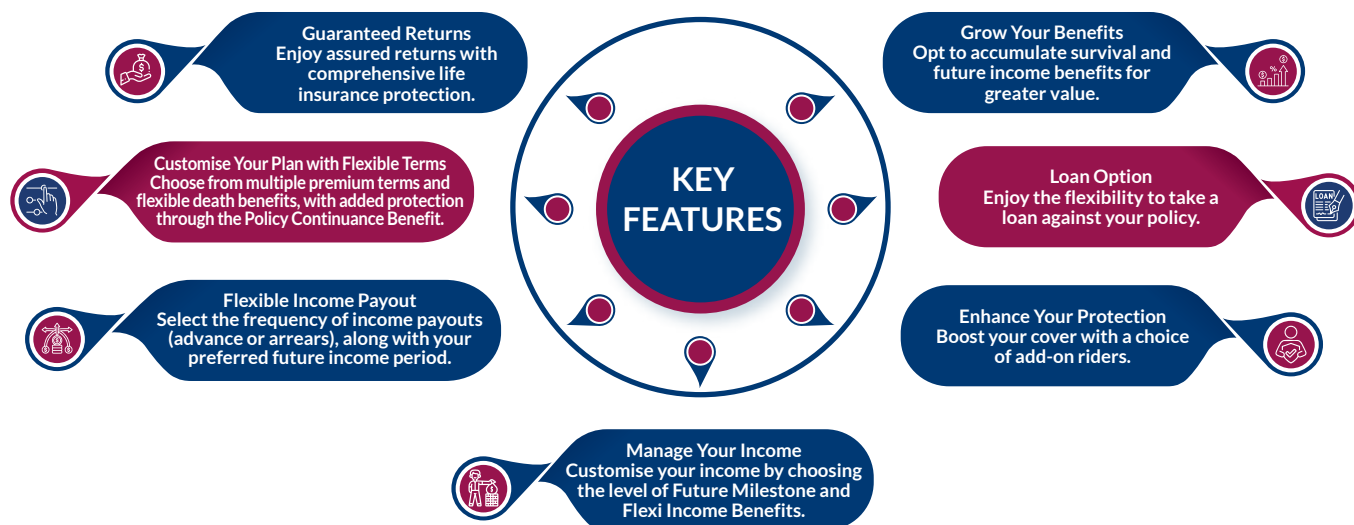 Guaranteed Returns
Enjoy assured returns with
comprehensive life
insurance protection.
Customise Your Plan with Flexible Terms
Choose from multiple premium terms and
flexible death benefits, with added protection
through the Policy Continuance Benefit.
Flexible Income Payout
Select the frequency of income payouts
(advance or arrears), along with your
preferred future income period.
KEY
FEATURES
Grow Your Benefits
Opt to accumulate survival and
future income benefits for
greater value.
Loan Option
Enjoy the flexibility to take a
loan against your policy.
LOAN
Enhance Your Protection
Boost your cover with a choice
of add-on riders.
Manage Your Income
Customise your income by choosing
the level of Future Milestone and
Flexi Income Benefits.